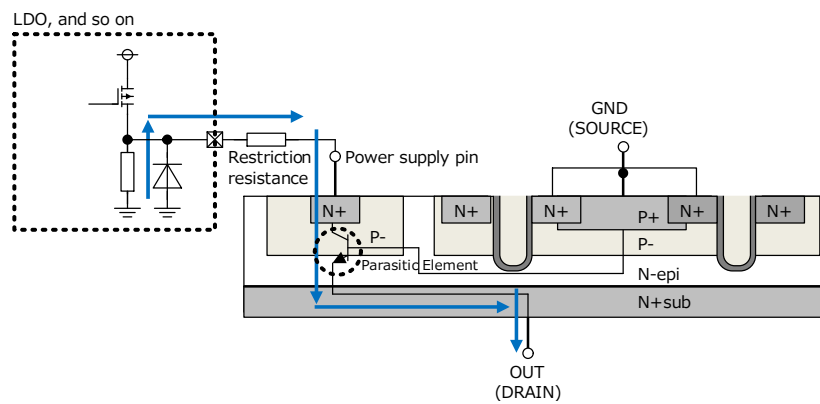 LDO, and so on
GND
(SOURCE)
Restriction
resistance
Power supply pin
N+
N+
N+
P+
N+
N+
P-
P-
Parasitic Element
N-epi
N+sub
OUT
(DRAIN)